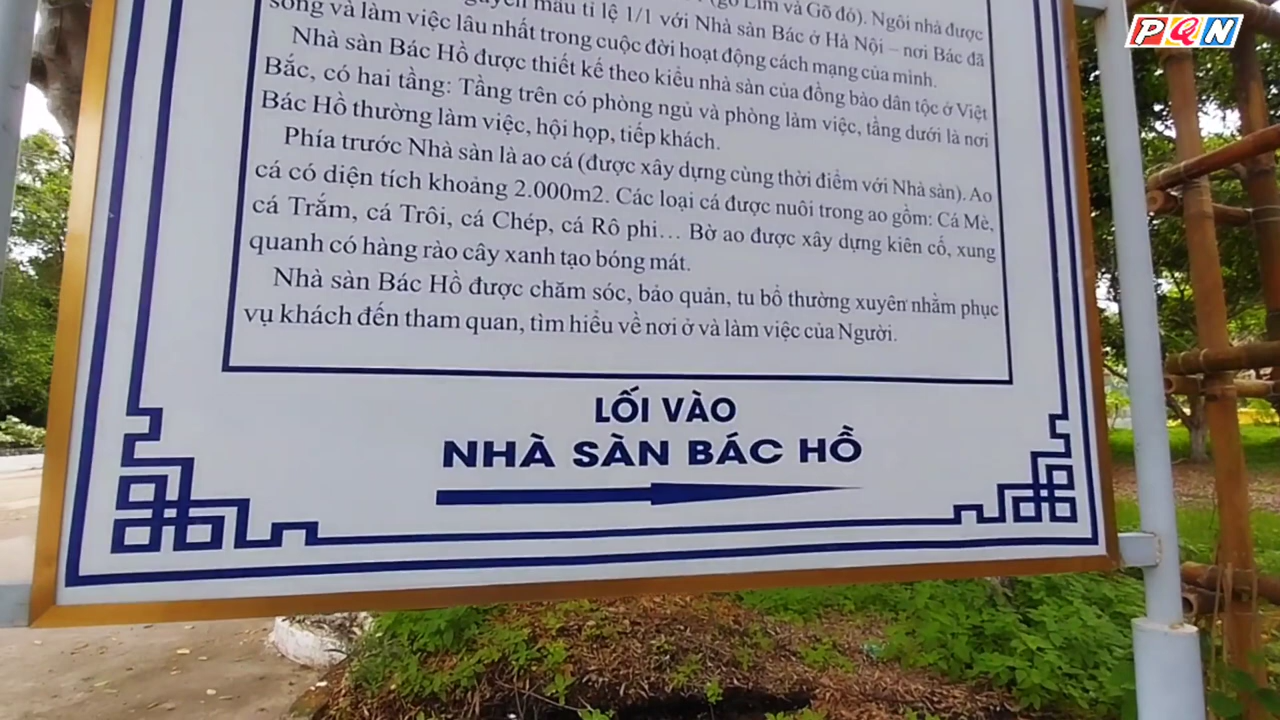 PQN
(gỗ Lim và Gõ đỏ). Ngôi nhà được
mẫu tỉ lệ 1/1 với Nhà sàn Bác ở Hà Nội – nơi Bác đã
sống và làm việc lâu nhất trong cuộc đời hoạt động cách mạng của mình.
Nhà sàn Bác Hồ được thiết kế theo kiểu nhà sàn của đồng bào dân tộc ở Việt
Bắc, có hai tầng: Tầng trên có phòng ngủ và phòng làm việc, tầng dưới là nơi
Bác Hồ thường làm việc, hội họp, tiếp khách.
Phía trước Nhà sàn là ao cá (được xây dựng cùng thời điểm với Nhà sàn). Ao
cá có diện tích khoảng 2.000m2. Các loại cá được nuôi trong ao gồm: Cá Mè,
cá Trắm, cá Trôi, cá Chép, cá Rô phi... Bờ ao được xây dựng kiên cố, xung
quanh có hàng rào cây xanh tạo bóng mát.
Nhà sàn Bác Hồ được chăm sóc, bảo quản, tu bổ thường xuyên nhằm phục
vụ khách đến tham quan, tìm hiểu về nơi ở và làm việc của Người.
LỐI VÀO
NHÀ SÀN BÁC HỒ